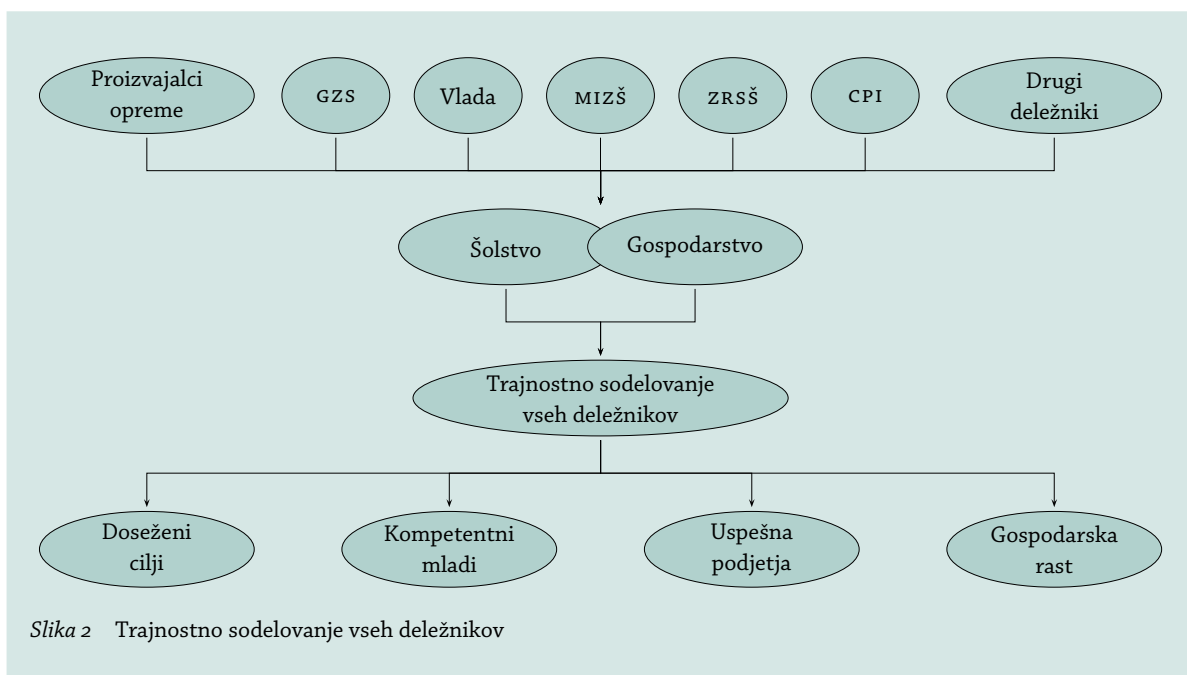 Proizvajalci
opreme
GZS
Vlada
MIZŠ
ZRSŠ
CPI
Drugi
deležniki
Šolstvo
Gospodarstvo
Trajnostno sodelovanje
vseh deležnikov
Doseženi
cilji
Kompetentni
mladi
Uspešna
podjetja
Gospodarska
rast
Slika 2 Trajnostno sodelovanje vseh deležnikov